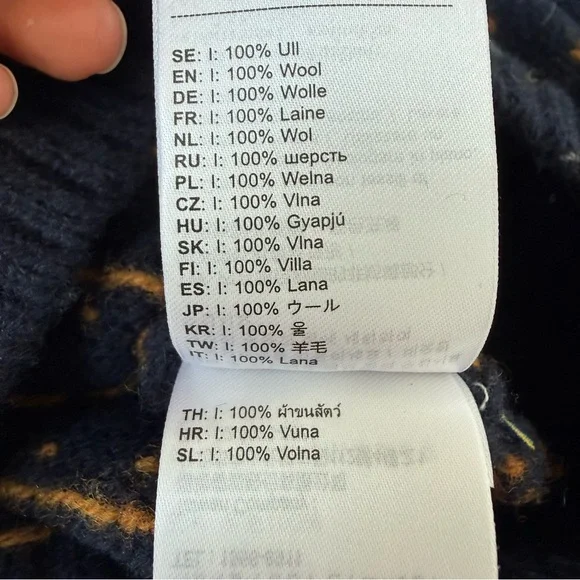 SE: I: 100% Ull
EN: I: 100% Wool
DE: I: 100% Wolle
FR: I: 100% Laine
NL: I: 100% Wol
RU: I: 100% шерсть
PL: I: 100% Wełna
CZ: I: 100% Vlna
HU: I: 100% Gyapjú
SK: I: 100% Vlna
FI: I: 100% Villa
ES: I: 100% Lana
JP: I: 100% ウール
KR: I: 100% 울
TW: I: 100% 羊毛
IT: I: 100% Lana
TH: I: 100% ผ้าขนสัตว์
HR: I: 100% Vuna
SL: I: 100% Volna